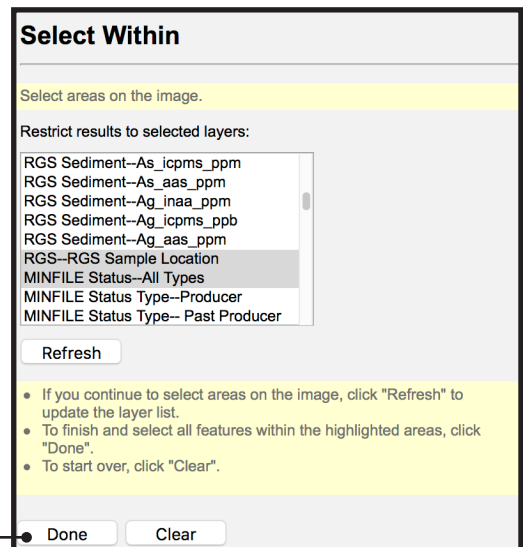 Select Within
Select areas on the image.
Restrict results to selected layers:
RGS Sediment--As_icpms_ppm
RGS Sediment--As_aas_ppm
RGS Sediment--Ag_inaa_ppm
RGS Sediment--Ag_icpms_ppb
RGS Sediment--Ag_aas_ppm
RGS--RGS Sample Location
MINFILE Status--All Types
MINFILE Status Type--Producer
MINFILE Status Type-- Past Producer
Refresh
• If you continue to select areas on the image, click "Refresh" to
update the layer list.
• To finish and select all features within the highlighted areas, click
"Done".
• To start over, click "Clear".
Done Clear